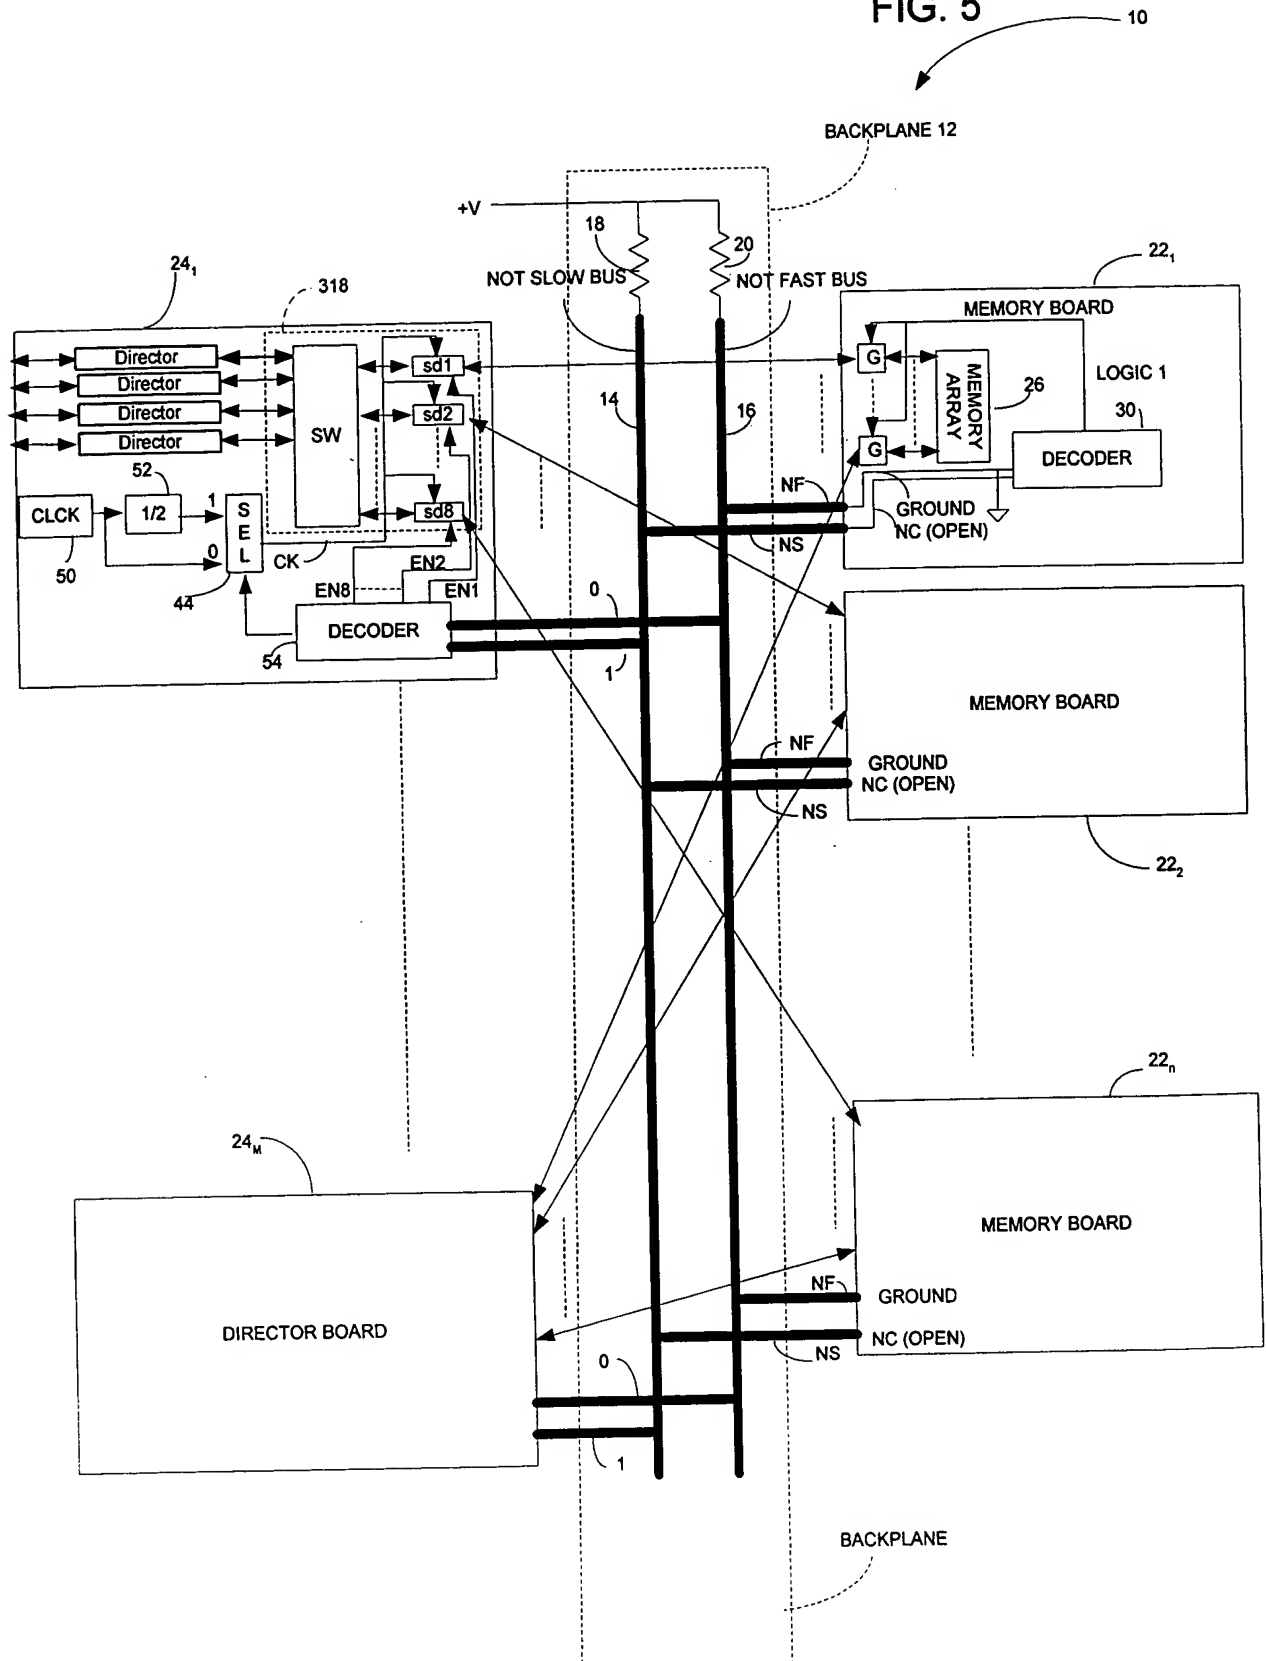 FIG. 5
10
BACKPLANE 12
+V
18
20
NOT SLOW BUS
NOT FAST BUS
24₁
318
22₁
MEMORY BOARD
Director
Director
Director
Director
SW
sd1
sd2
sd8
14
16
G
G
MEMORY ARRAY
26
LOGIC 1
30
DECODER
52
CLCK
1/2
1
0
SEL
50
44
CK
EN8
EN2
EN1
DECODER
54
NF
GROUND
NC (OPEN)
NS
0
1
MEMORY BOARD
NF
GROUND
NC (OPEN)
NS
22₂
22ₙ
24M
MEMORY BOARD
DIRECTOR BOARD
NF
GROUND
NC (OPEN)
NS
0
1
BACKPLANE